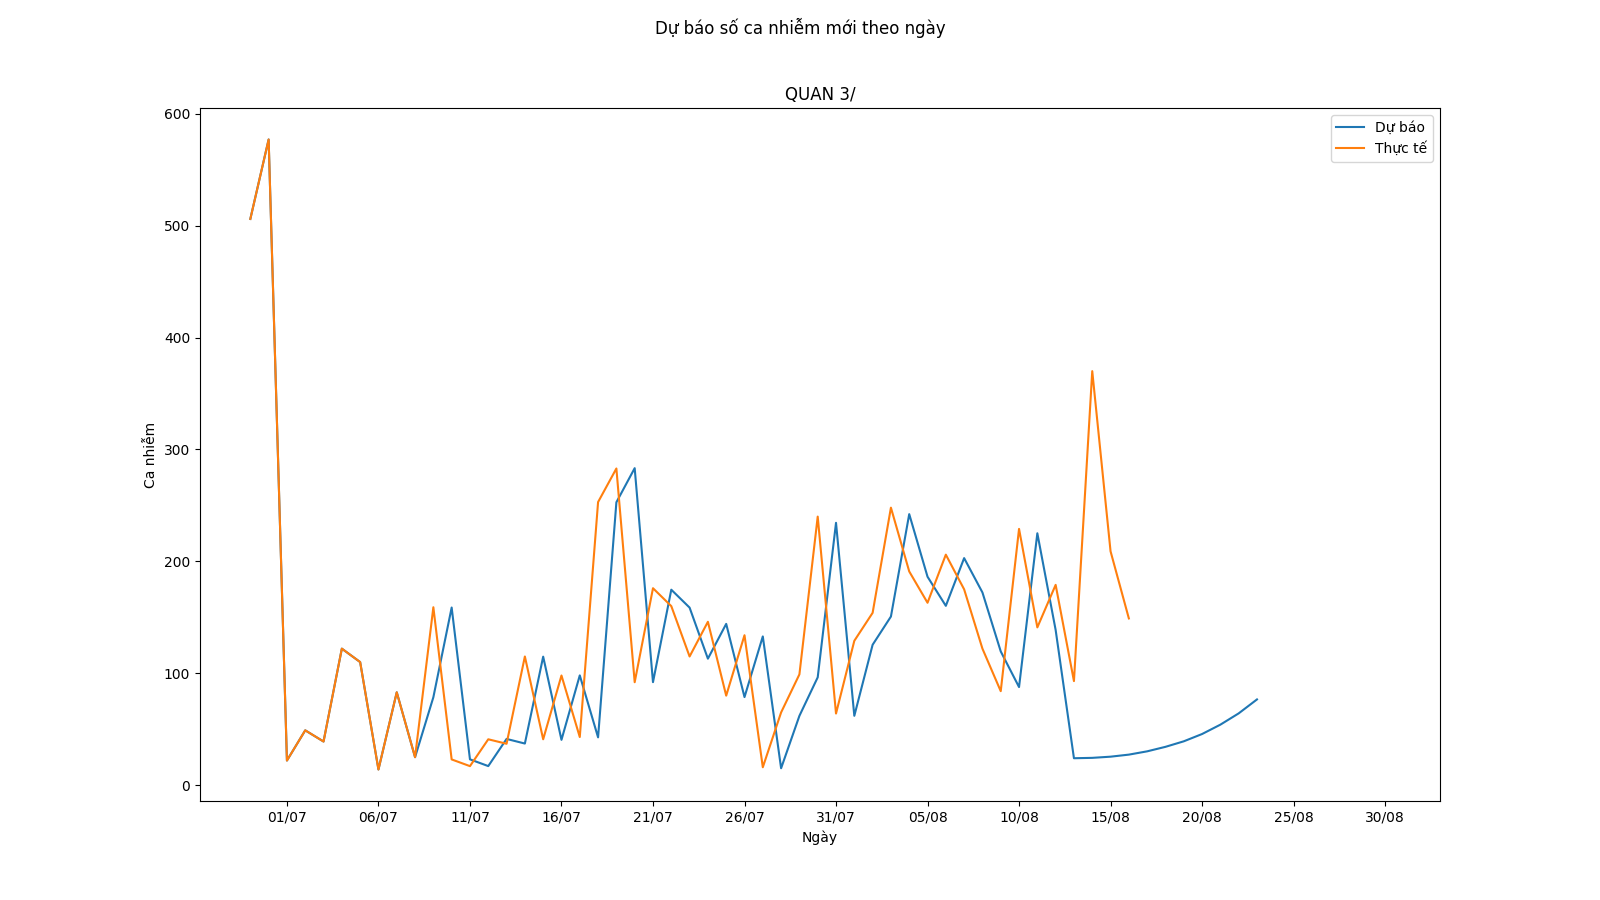 Dự báo số ca nhiễm mới theo ngày
QUAN 3/
Dự báo
Thực tế
600
500
400
300
200
100
0
Ca nhiễm
01/07 06/07 11/07 16/07 21/07 26/07 31/07 05/08 10/08 15/08 20/08 25/08 30/08
Ngày